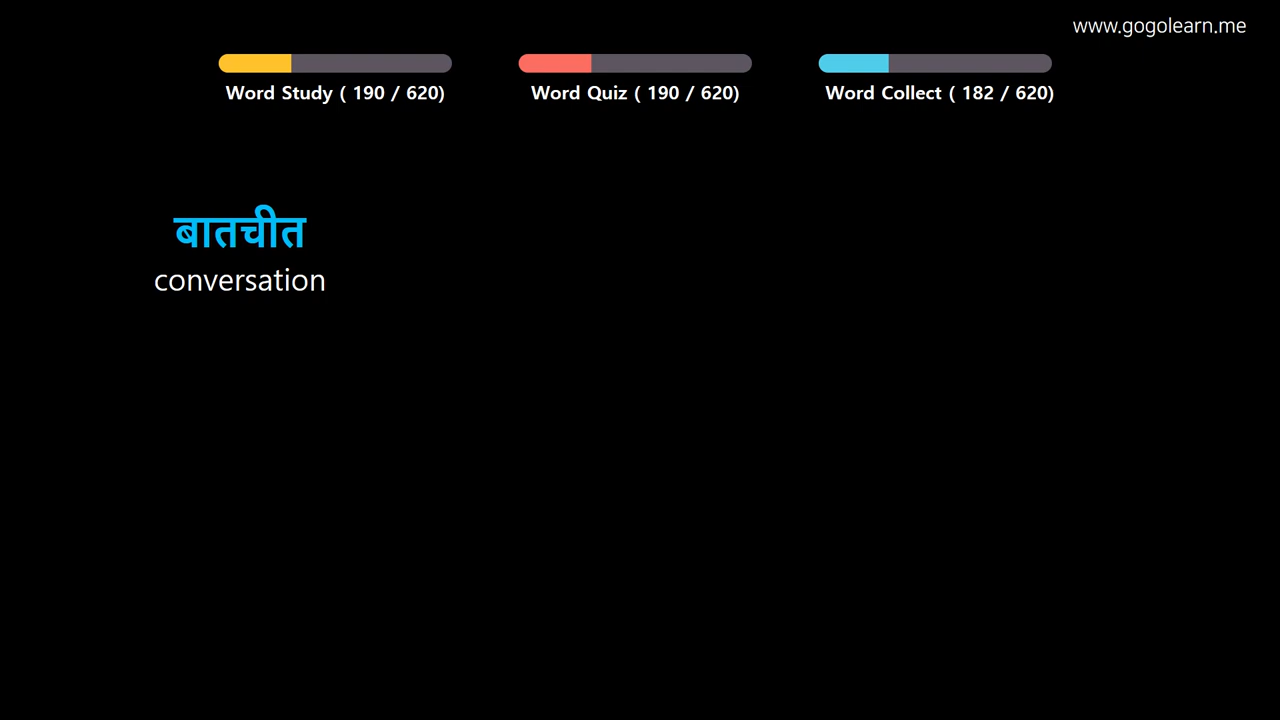 www.gogolearn.me
Word Study ( 190 / 620)
Word Quiz ( 190 / 620)
Word Collect ( 182 / 620)
बातचीत
conversation